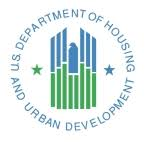 U.S. DEPARTMENT OF HOUSING
AND URBAN DEVELOPMENT